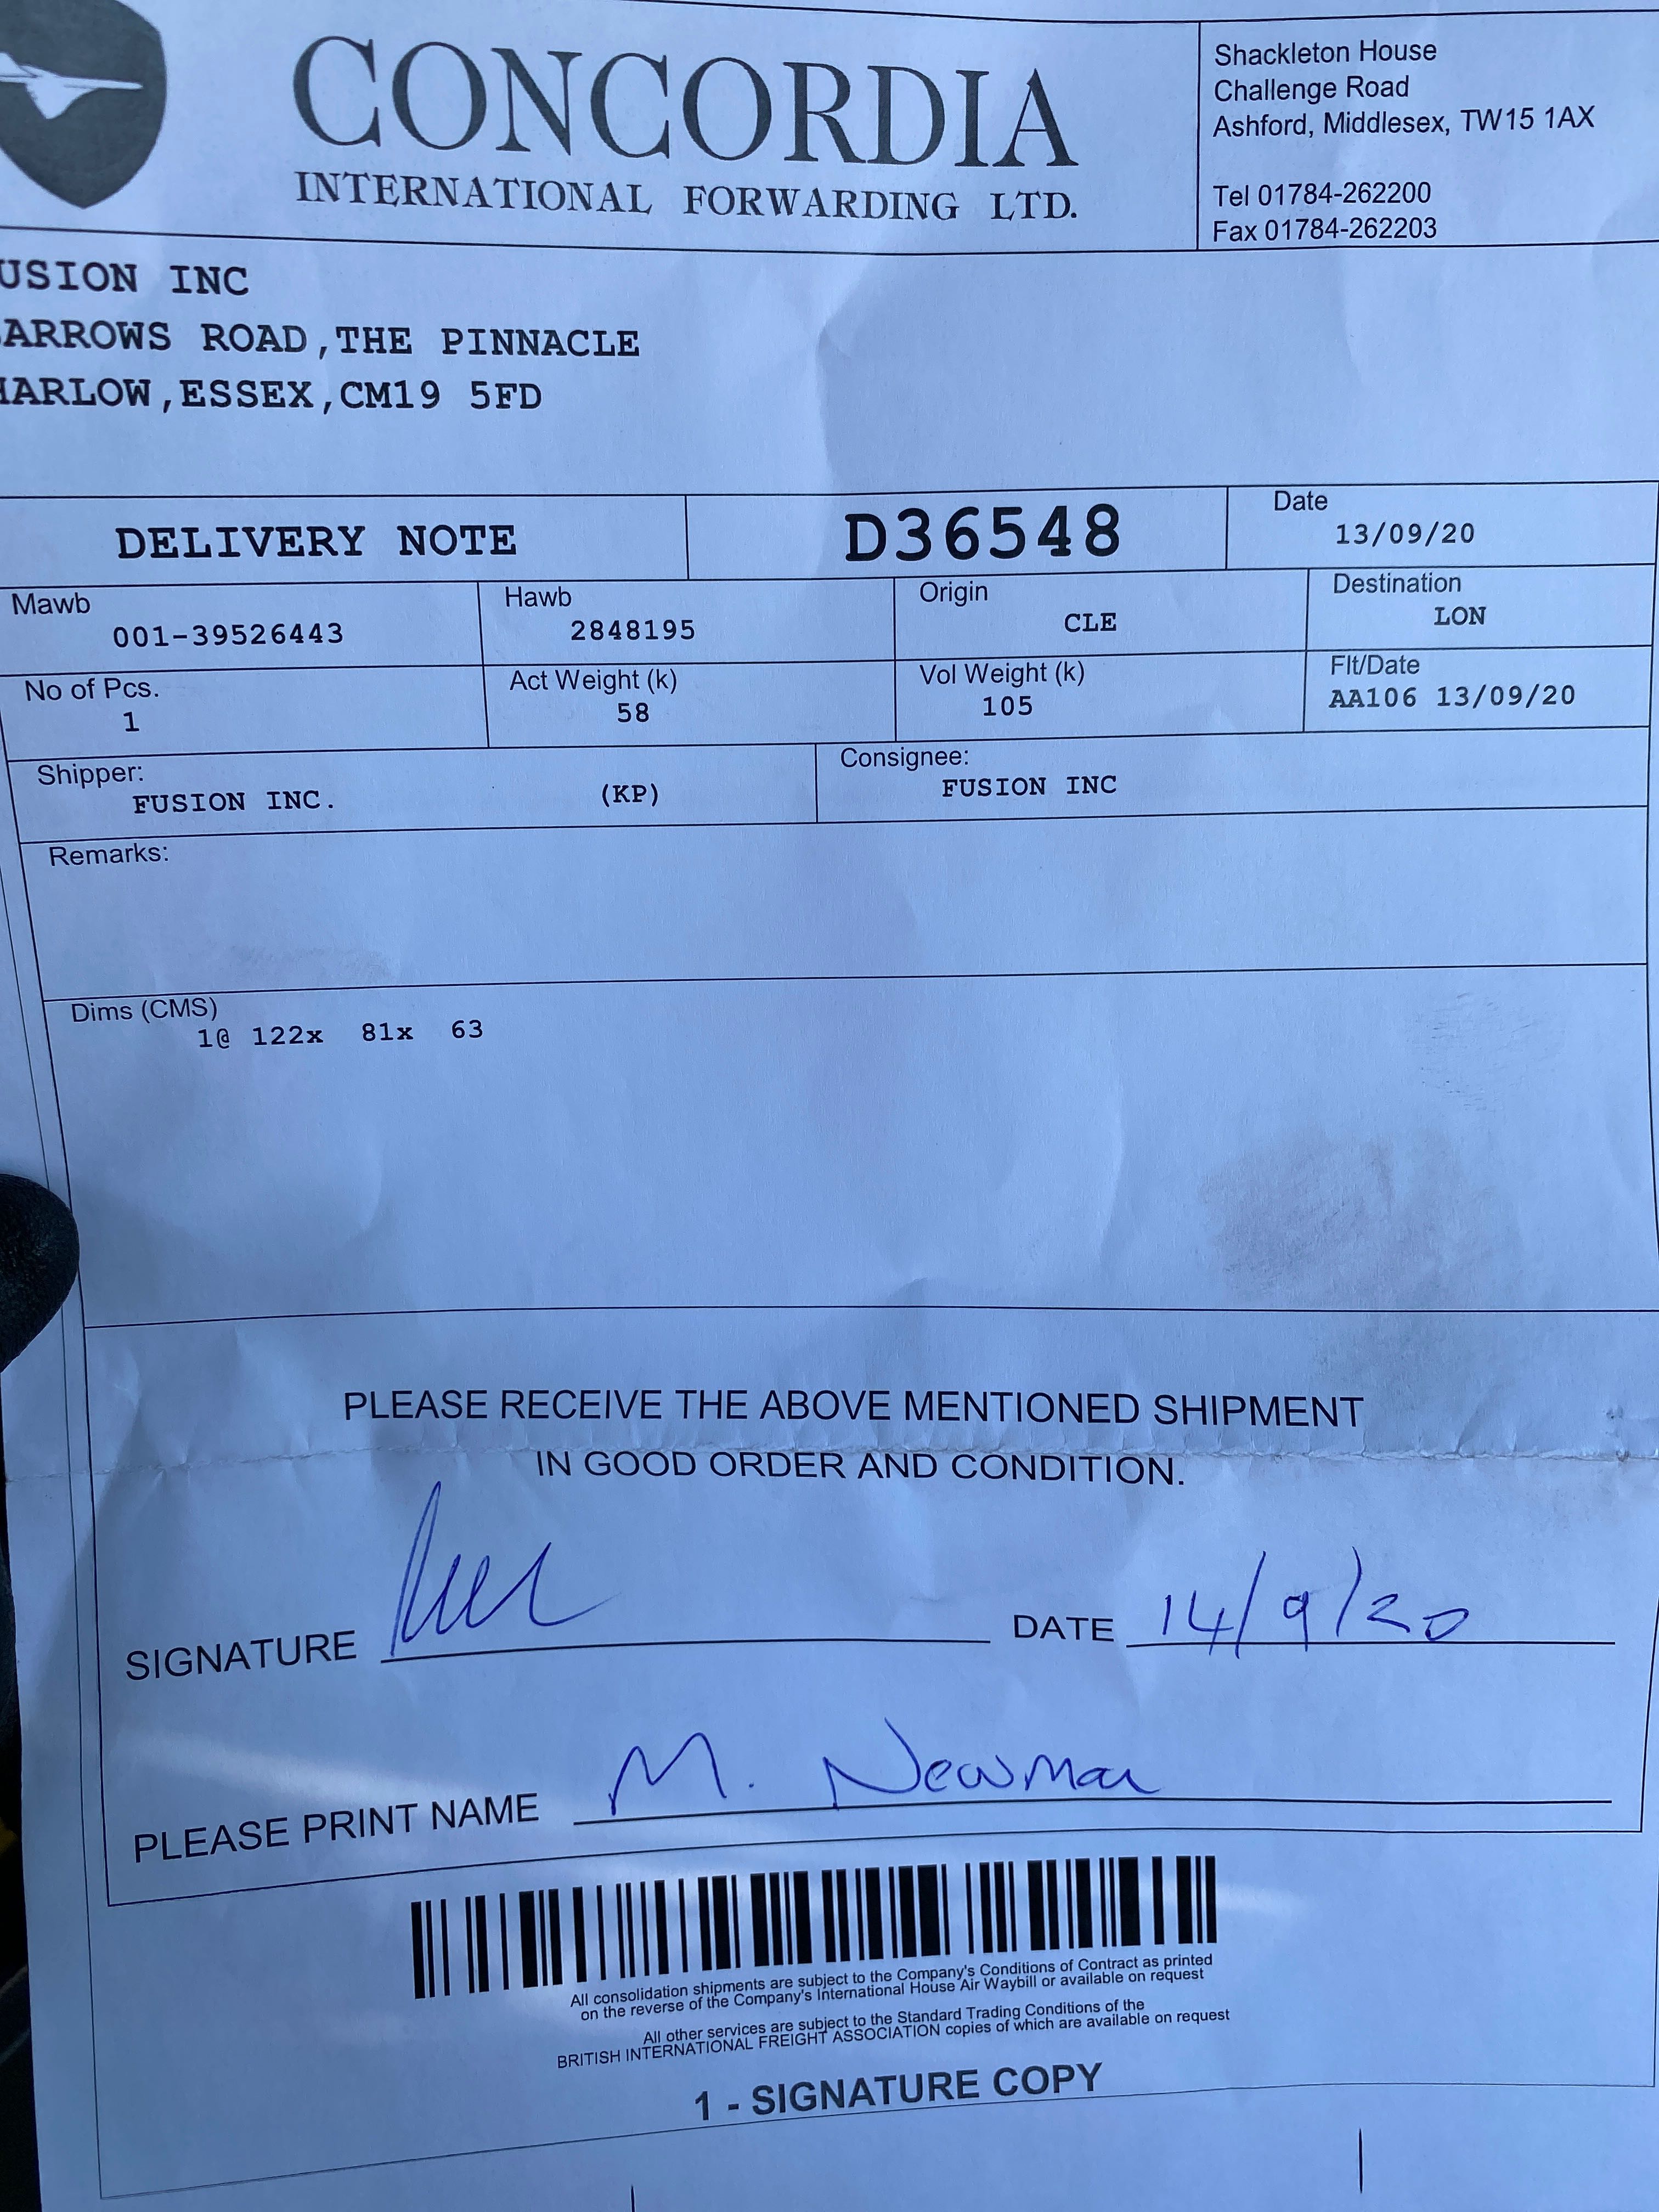 CONCORDIA
INTERNATIONAL FORWARDING LTD.
Shackleton House
Challenge Road
Ashford, Middlesex, TW15 1AX
Tel 01784-262200
Fax 01784-262203
USION INC
ARROWS ROAD,THE PINNACLE
HARLOW,ESSEX,CM19 5FD
DELIVERY NOTE
D36548
Date
13/09/20
Mawb
001-39526443
Hawb
2848195
Origin
CLE
Destination
LON
No of Pcs.
1
Act Weight (k)
58
Vol Weight (k)
105
Flt/Date
AA106 13/09/20
Shipper:
FUSION INC. (KP)
Consignee:
FUSION INC
Remarks:
Dims (CMS)
1@ 122x 81x 63
PLEASE RECEIVE THE ABOVE MENTIONED SHIPMENT
IN GOOD ORDER AND CONDITION.
SIGNATURE
DATE 14/9/20
PLEASE PRINT NAME M. Newman
All consolidation shipments are subject to the Company's Conditions of Contract as printed
on the reverse of the Company's International House Air Waybill or available on request
All other services are subject to the Standard Trading Conditions of the
BRITISH INTERNATIONAL FREIGHT ASSOCIATION copies of which are available on request
1 - SIGNATURE COPY